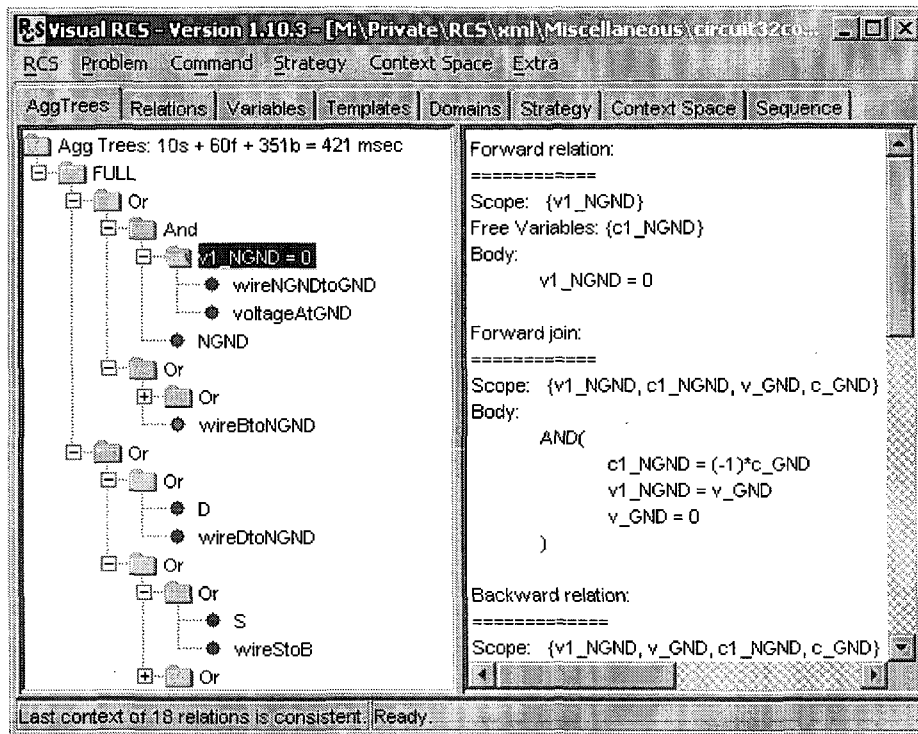 RCS Visual RCS - Version 1.10.3 - [M:\Private\RCS\xml\Miscellaneous\circuit32co...
RCS Problem Command Strategy Context Space Extra
AggTrees Relations Variables Templates Domains Strategy Context Space Sequence
Agg Trees: 10s + 60f + 351b = 421 msec
FULL
Or
And
v1_NGND = 0
wireNGNDtoGND
voltageAtGND
NGND
Or
Or
wireBtoNGND
Or
Or
D
wireDtoNGND
Or
Or
S
wireStoB
Or
Forward relation:
============
Scope: {v1_NGND}
Free Variables: {c1_NGND}
Body:
v1_NGND = 0
Forward join:
============
Scope: {v1_NGND, c1_NGND, v_GND, c_GND}
Body:
AND(
c1_NGND = (-1)*c_GND
v1_NGND = v_GND
v_GND = 0
)
Backward relation:
=============
Scope: {v1_NGND, v_GND, c1_NGND, c_GND}
Last context of 18 relations is consistent. Ready.